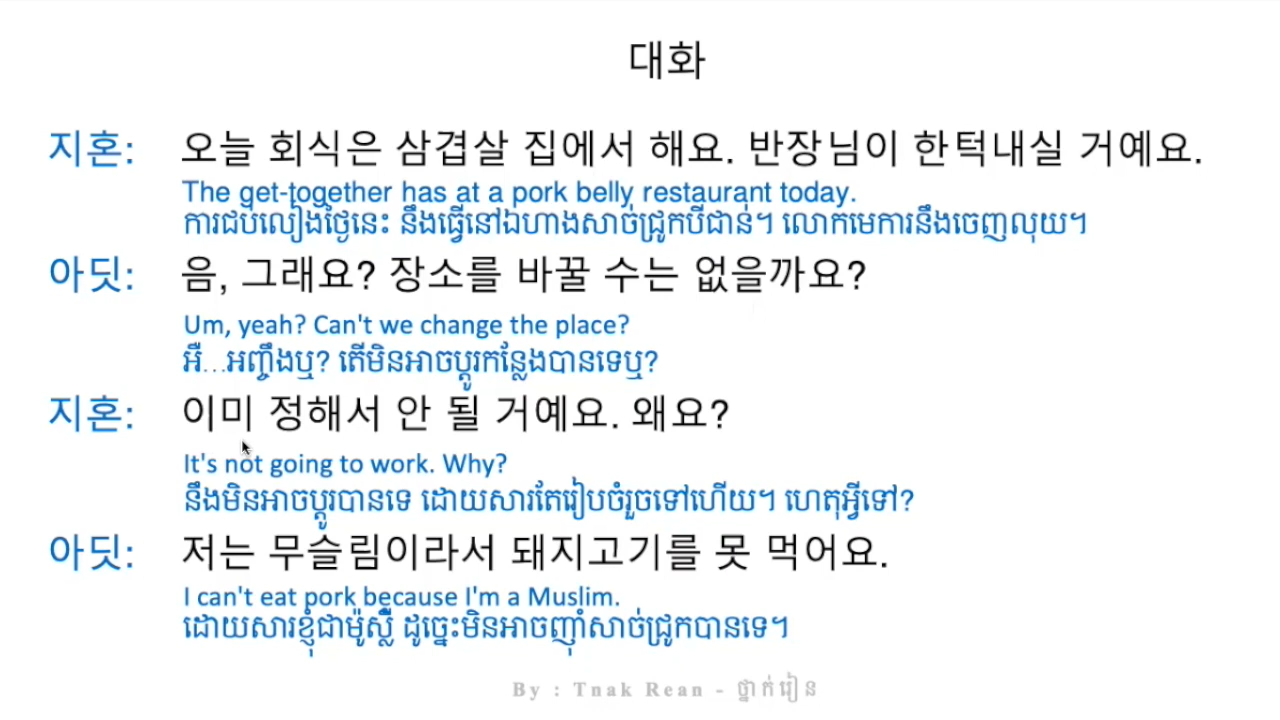 대화
지혼: 오늘 회식은 삼겹살 집에서 해요. 반장님이 한턱내실 거예요.
The get-together has at a pork belly restaurant today.
ការជប់លៀងថ្ងៃនេះ នឹងធ្វើនៅឯហាងសាច់ជ្រូកបីជាន់។ លោកមេការនឹងចេញលុយ។
아딧: 음, 그래요? 장소를 바꿀 수는 없을까요?
Um, yeah? Can't we change the place?
អឺ...អញ្ចឹងឬ? តើមិនអាចប្តូរកន្លែងបានទេឬ?
지혼: 이미 정해서 안 될 거예요. 왜요?
It's not going to work. Why?
នឹងមិនអាចប្តូរបានទេ ដោយសារតែរៀបចំរួចទៅហើយ។ ហេតុអ្វីទៅ?
아딧: 저는 무슬림이라서 돼지고기를 못 먹어요.
I can't eat pork because I'm a Muslim.
ដោយសារខ្ញុំជាម៉ូស្លីម ដូច្នេះមិនអាចញ៉ាំសាច់ជ្រូកបានទេ។
By : Tnak Rean - ថ្នាក់រៀន